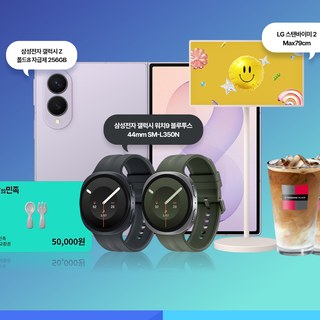 LG 스탠바이미 2
Max79cm
삼성전자 갤럭시 Z
폴드8 자급제 256GB
삼성전자 갤럭시 워치9 블루투스
44mm SM-L350N
민족
50,000원